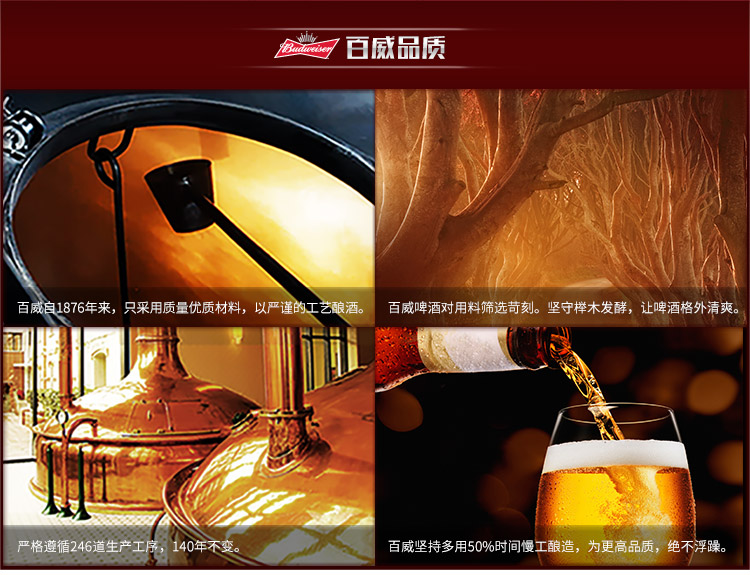 Budweiser 百威品质
百威自1876年来，只采用质量优质材料，以严谨的工艺酿酒。
百威啤酒对用料筛选苛刻。坚守榉木发酵，让啤酒格外清爽。
严格遵循246道生产工序，140年不变。
百威坚持多用50%时间慢工酿造，为更高品质，绝不浮躁。